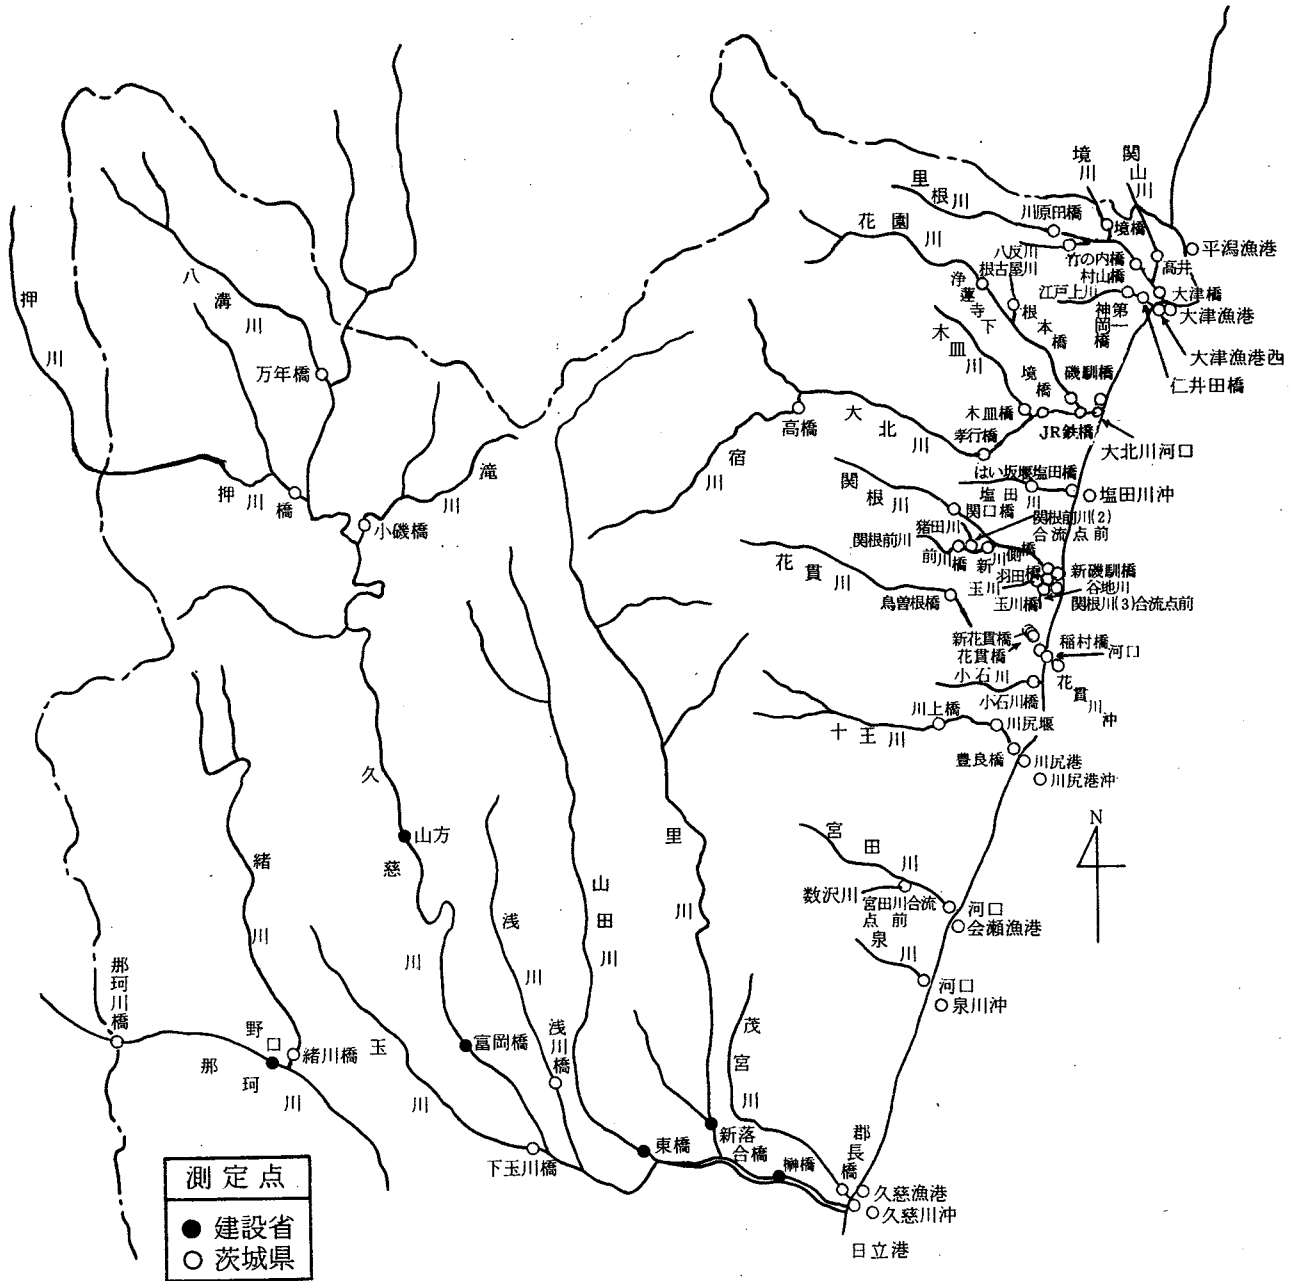 境川
関山川
里根川
川原田橋
境橋
平潟漁港
花園川
八反川
竹の内橋
高井
根古屋川
村山橋
江戸上川
大津橋
浄蓮寺下
根本橋
神岡
第一橋
大津漁港
大津漁港西
仁井田橋
押川
八溝川
万年橋
木皿川
境橋
磯馴橋
木皿橋
JR鉄橋
大北川河口
高橋
大北川
孝行橋
宿川
滝川
はい坂堰
塩田橋
塩田川
塩田川沖
押川橋
小磯橋
関根川
関口橋
猪田川
関根前川(2)
合流点前
関根前川
前川橋
新川側橋
花貫川
羽田橋
新磯馴橋
玉川
谷地川
鳥曽根橋
玉川橋
関根川(3)合流点前
新花貫橋
花貫橋
稲村橋
河口
小石川
小石川橋
花貫川沖
川上橋
川尻堰
十王川
豊良橋
川尻港
川尻港沖
久慈川
山方
里川
N
宮田川
数沢川
宮田川合流
点前
河口
会瀬漁港
緒川
浅川
山田川
泉川
河口
泉川沖
那珂川橋
野口
緒川橋
那珂川
玉川
富岡橋
浅川橋
茂宮川
東橋
新落
合橋
榊橋
郡長橋
下玉川橋
久慈漁港
久慈川沖
日立港
測定点
● 建設省
○ 茨城県